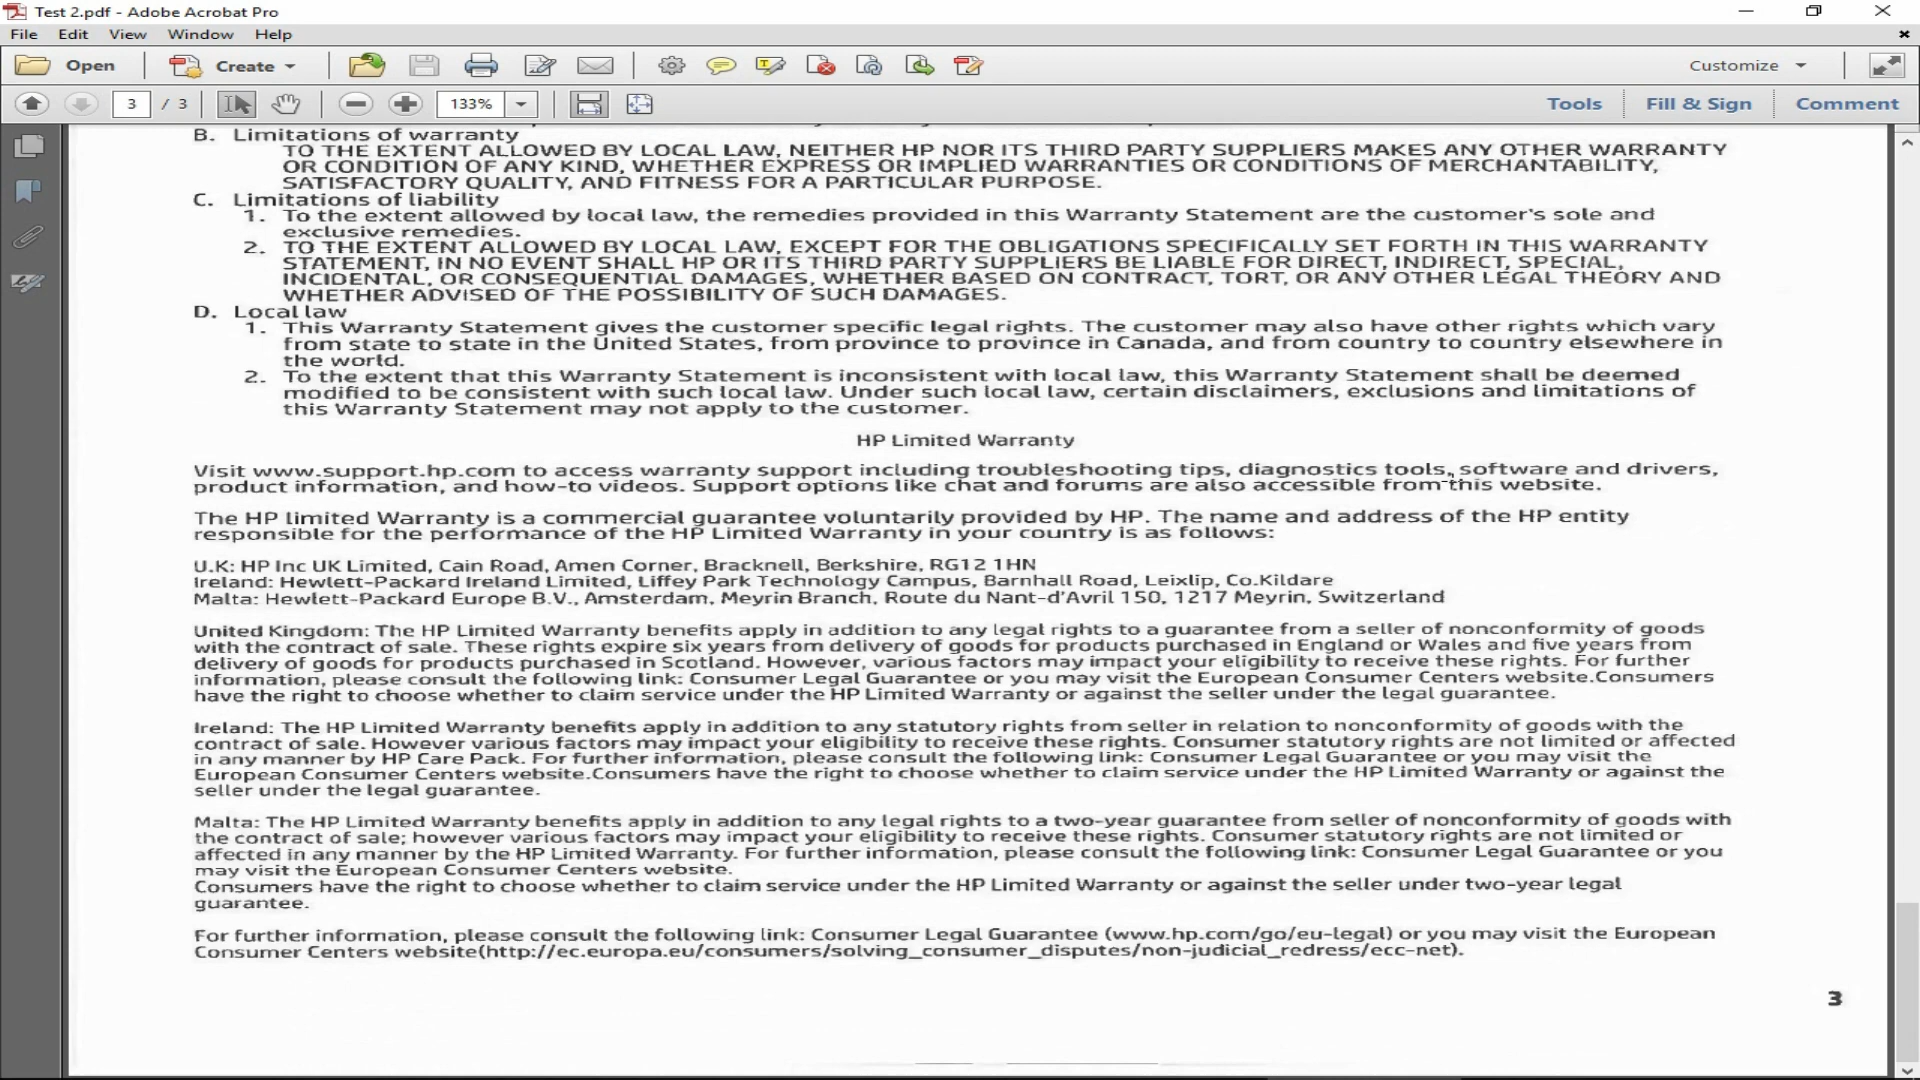 Test 2.pdf - Adobe Acrobat Pro
File Edit View Window Help
Open Create Customize
3 / 3 133% Tools Fill & Sign Comment
B. Limitations of warranty
TO THE EXTENT ALLOWED BY LOCAL LAW, NEITHER HP NOR ITS THIRD PARTY SUPPLIERS MAKES ANY OTHER WARRANTY
OR CONDITION OF ANY KIND, WHETHER EXPRESS OR IMPLIED WARRANTIES OR CONDITIONS OF MERCHANTABILITY,
SATISFACTORY QUALITY, AND FITNESS FOR A PARTICULAR PURPOSE.
C. Limitations of liability
1. To the extent allowed by local law, the remedies provided in this Warranty Statement are the customer's sole and
exclusive remedies.
2. TO THE EXTENT ALLOWED BY LOCAL LAW, EXCEPT FOR THE OBLIGATIONS SPECIFICALLY SET FORTH IN THIS WARRANTY
STATEMENT, IN NO EVENT SHALL HP OR ITS THIRD PARTY SUPPLIERS BE LIABLE FOR DIRECT, INDIRECT, SPECIAL,
INCIDENTAL, OR CONSEQUENTIAL DAMAGES, WHETHER BASED ON CONTRACT, TORT, OR ANY OTHER LEGAL THEORY AND
WHETHER ADVISED OF THE POSSIBILITY OF SUCH DAMAGES.
D. Local law
1. This Warranty Statement gives the customer specific legal rights. The customer may also have other rights which vary
from state to state in the United States, from province to province in Canada, and from country to country elsewhere in
the world.
2. To the extent that this Warranty Statement is inconsistent with local law, this Warranty Statement shall be deemed
modified to be consistent with such local law. Under such local law, certain disclaimers, exclusions and limitations of
this Warranty Statement may not apply to the customer.
HP Limited Warranty
Visit www.support.hp.com to access warranty support including troubleshooting tips, diagnostics tools, software and drivers,
product information, and how-to videos. Support options like chat and forums are also accessible from this website.
The HP limited Warranty is a commercial guarantee voluntarily provided by HP. The name and address of the HP entity
responsible for the performance of the HP Limited Warranty in your country is as follows:
U.K: HP Inc UK Limited, Cain Road, Amen Corner, Bracknell, Berkshire, RG12 1HN
Ireland: Hewlett-Packard Ireland Limited, Liffey Park Technology Campus, Barnhall Road, Leixlip, Co.Kildare
Malta: Hewlett-Packard Europe B.V., Amsterdam, Meyrin Branch, Route du Nant-d'Avril 150, 1217 Meyrin, Switzerland
United Kingdom: The HP Limited Warranty benefits apply in addition to any legal rights to a guarantee from a seller of nonconformity of goods
with the contract of sale. These rights expire six years from delivery of goods for products purchased in England or Wales and five years from
delivery of goods for products purchased in Scotland. However, various factors may impact your eligibility to receive these rights. For further
information, please consult the following link: Consumer Legal Guarantee or you may visit the European Consumer Centers website.Consumers
have the right to choose whether to claim service under the HP Limited Warranty or against the seller under the legal guarantee.
Ireland: The HP Limited Warranty benefits apply in addition to any statutory rights from seller in relation to nonconformity of goods with the
contract of sale. However various factors may impact your eligibility to receive these rights. Consumer statutory rights are not limited or affected
in any manner by HP Care Pack. For further information, please consult the following link: Consumer Legal Guarantee or you may visit the
European Consumer Centers website.Consumers have the right to choose whether to claim service under the HP Limited Warranty or against the
seller under the legal guarantee.
Malta: The HP Limited Warranty benefits apply in addition to any legal rights to a two-year guarantee from seller of nonconformity of goods with
the contract of sale; however various factors may impact your eligibility to receive these rights. Consumer statutory rights are not limited or
affected in any manner by the HP Limited Warranty. For further information, please consult the following link: Consumer Legal Guarantee or you
may visit the European Consumer Centers website.
Consumers have the right to choose whether to claim service under the HP Limited Warranty or against the seller under two-year legal
guarantee.
For further information, please consult the following link: Consumer Legal Guarantee (www.hp.com/go/eu-legal) or you may visit the European
Consumer Centers website(http://ec.europa.eu/consumers/solving_consumer_disputes/non-judicial_redress/ecc-net).
3